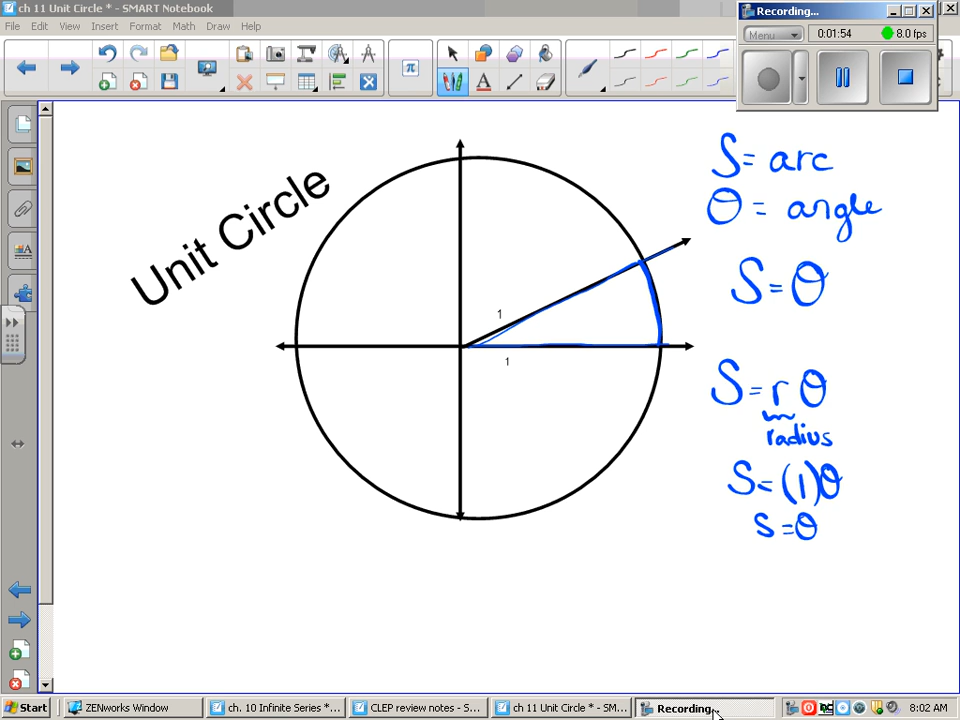 ch 11 Unit Circle * - SMART Notebook
File Edit View Insert Format Math Draw Help
Recording...
Menu 0:01:54 8.0 fps
π
A
Unit Circle
1
1
S = arc
θ = angle
S = θ
S = r θ
radius
S = (1)θ
s = θ
Start ZENworks Window ch. 10 Infinite Series *... CLEP review notes - S... ch 11 Unit Circle * - SM... Recording... 8:02 AM